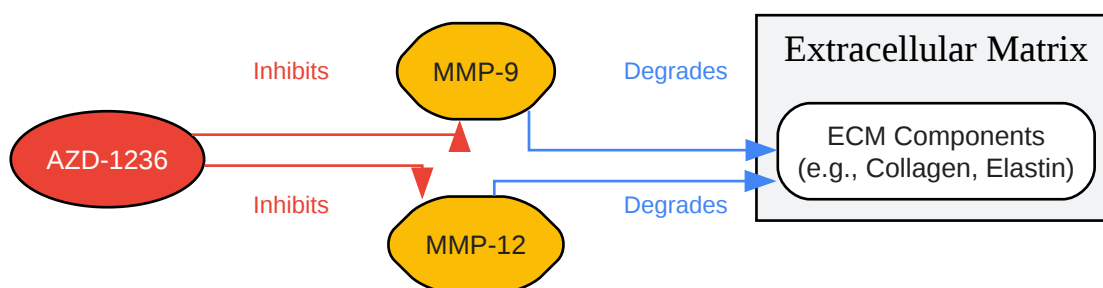 Extracellular Matrix
Inhibits
MMP-9
Degrades
AZD-1236
ECM Components
(e.g., Collagen, Elastin)
Inhibits
Degrades
MMP-12